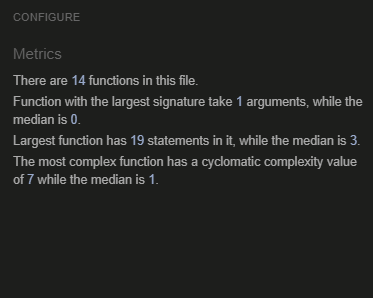 CONFIGURE
Metrics
There are 14 functions in this file.
Function with the largest signature take 1 arguments, while the
median is 0.
Largest function has 19 statements in it, while the median is 3.
The most complex function has a cyclomatic complexity value
of 7 while the median is 1.